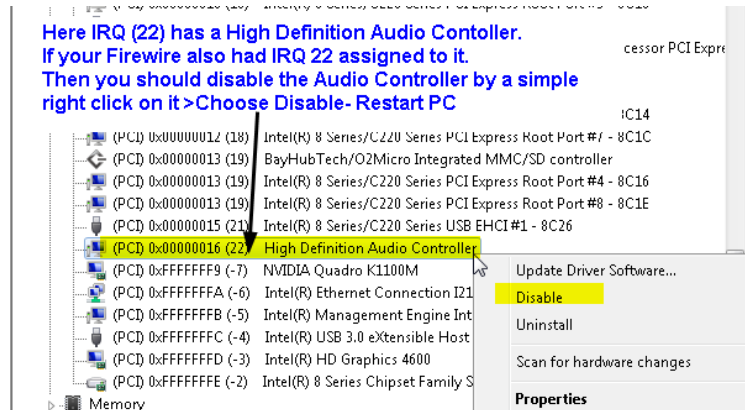 Here IRQ (22) has a High Definition Audio Contoller.
If your Firewire also had IRQ 22 assigned to it.
cessor PCI Expre
Then you should disable the Audio Controller by a simple
right click on it >Choose Disable- Restart PC
8C14
(PCI) 0x00000012 (18) Intel(R) 8 Series/C220 Series PCI Express Root Port #7 - 8C1C
(PCI) 0x00000013 (19) BayHubTech/O2Micro Integrated MMC/SD controller
(PCI) 0x00000013 (19) Intel(R) 8 Series/C220 Series PCI Express Root Port #4 - 8C16
(PCI) 0x00000013 (19) Intel(R) 8 Series/C220 Series PCI Express Root Port #8 - 8C1E
(PCI) 0x00000015 (21) Intel(R) 8 Series/C220 Series USB EHCI #1 - 8C26
(PCI) 0x00000016 (22) High Definition Audio Controller
(PCI) 0xFFFFFFF9 (-7) NVIDIA Quadro K1100M
(PCI) 0xFFFFFFFA (-6) Intel(R) Ethernet Connection I21
(PCI) 0xFFFFFFFB (-5) Intel(R) Management Engine Int
(PCI) 0xFFFFFFFC (-4) Intel(R) USB 3.0 eXtensible Host
(PCI) 0xFFFFFFFD (-3) Intel(R) HD Graphics 4600
(PCI) 0xFFFFFFFE (-2) Intel(R) 8 Series Chipset Family S
Memory
Update Driver Software...
Disable
Uninstall
Scan for hardware changes
Properties